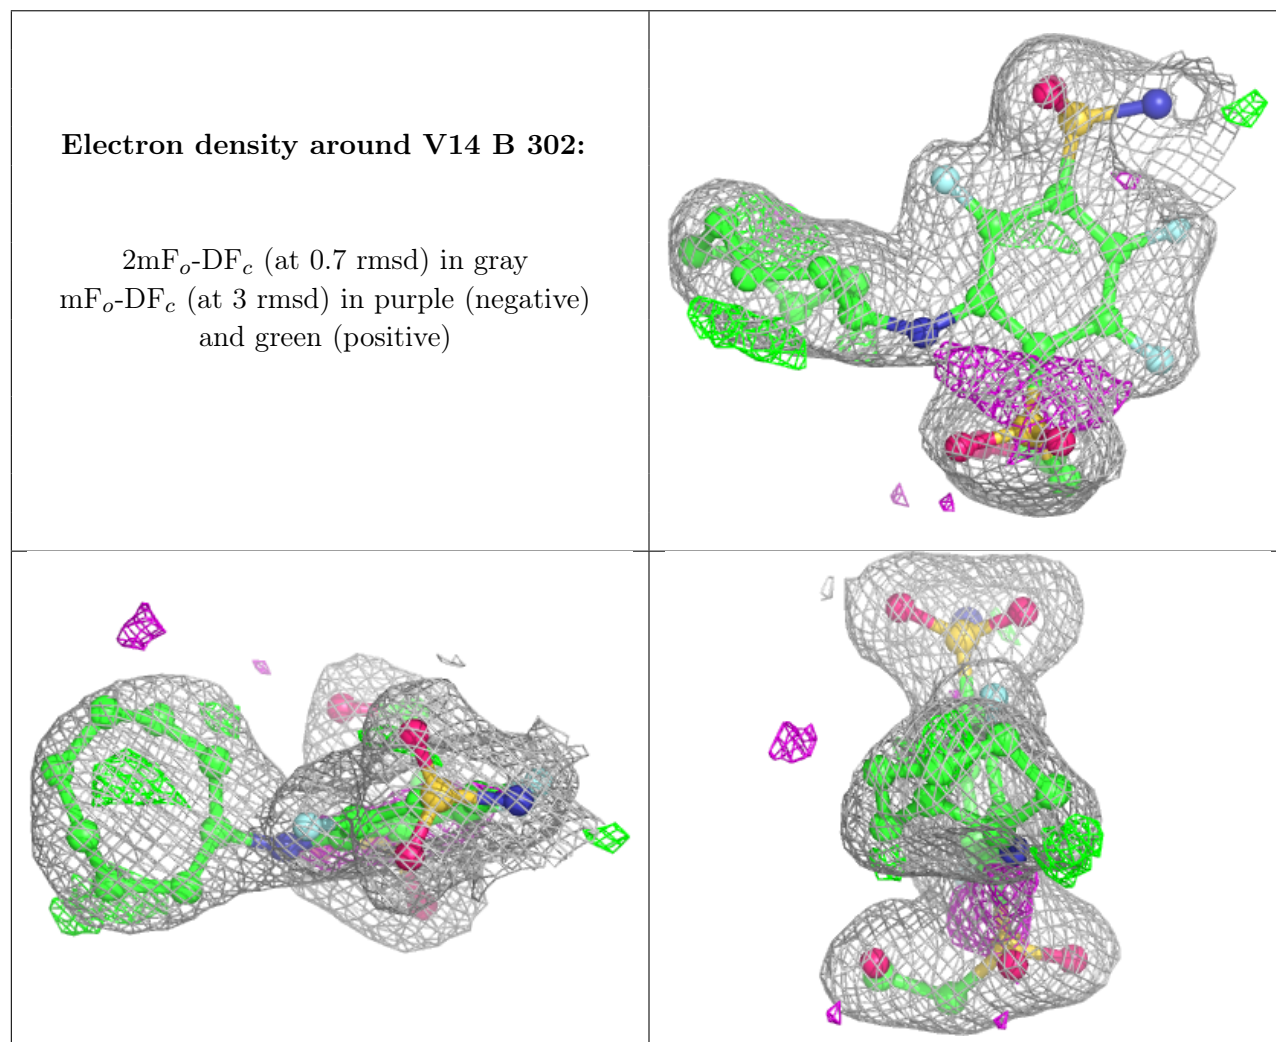 Electron density around V14 B 302:
2mFo-DFc (at 0.7 rmsd) in gray
mFo-DFc (at 3 rmsd) in purple (negative)
and green (positive)